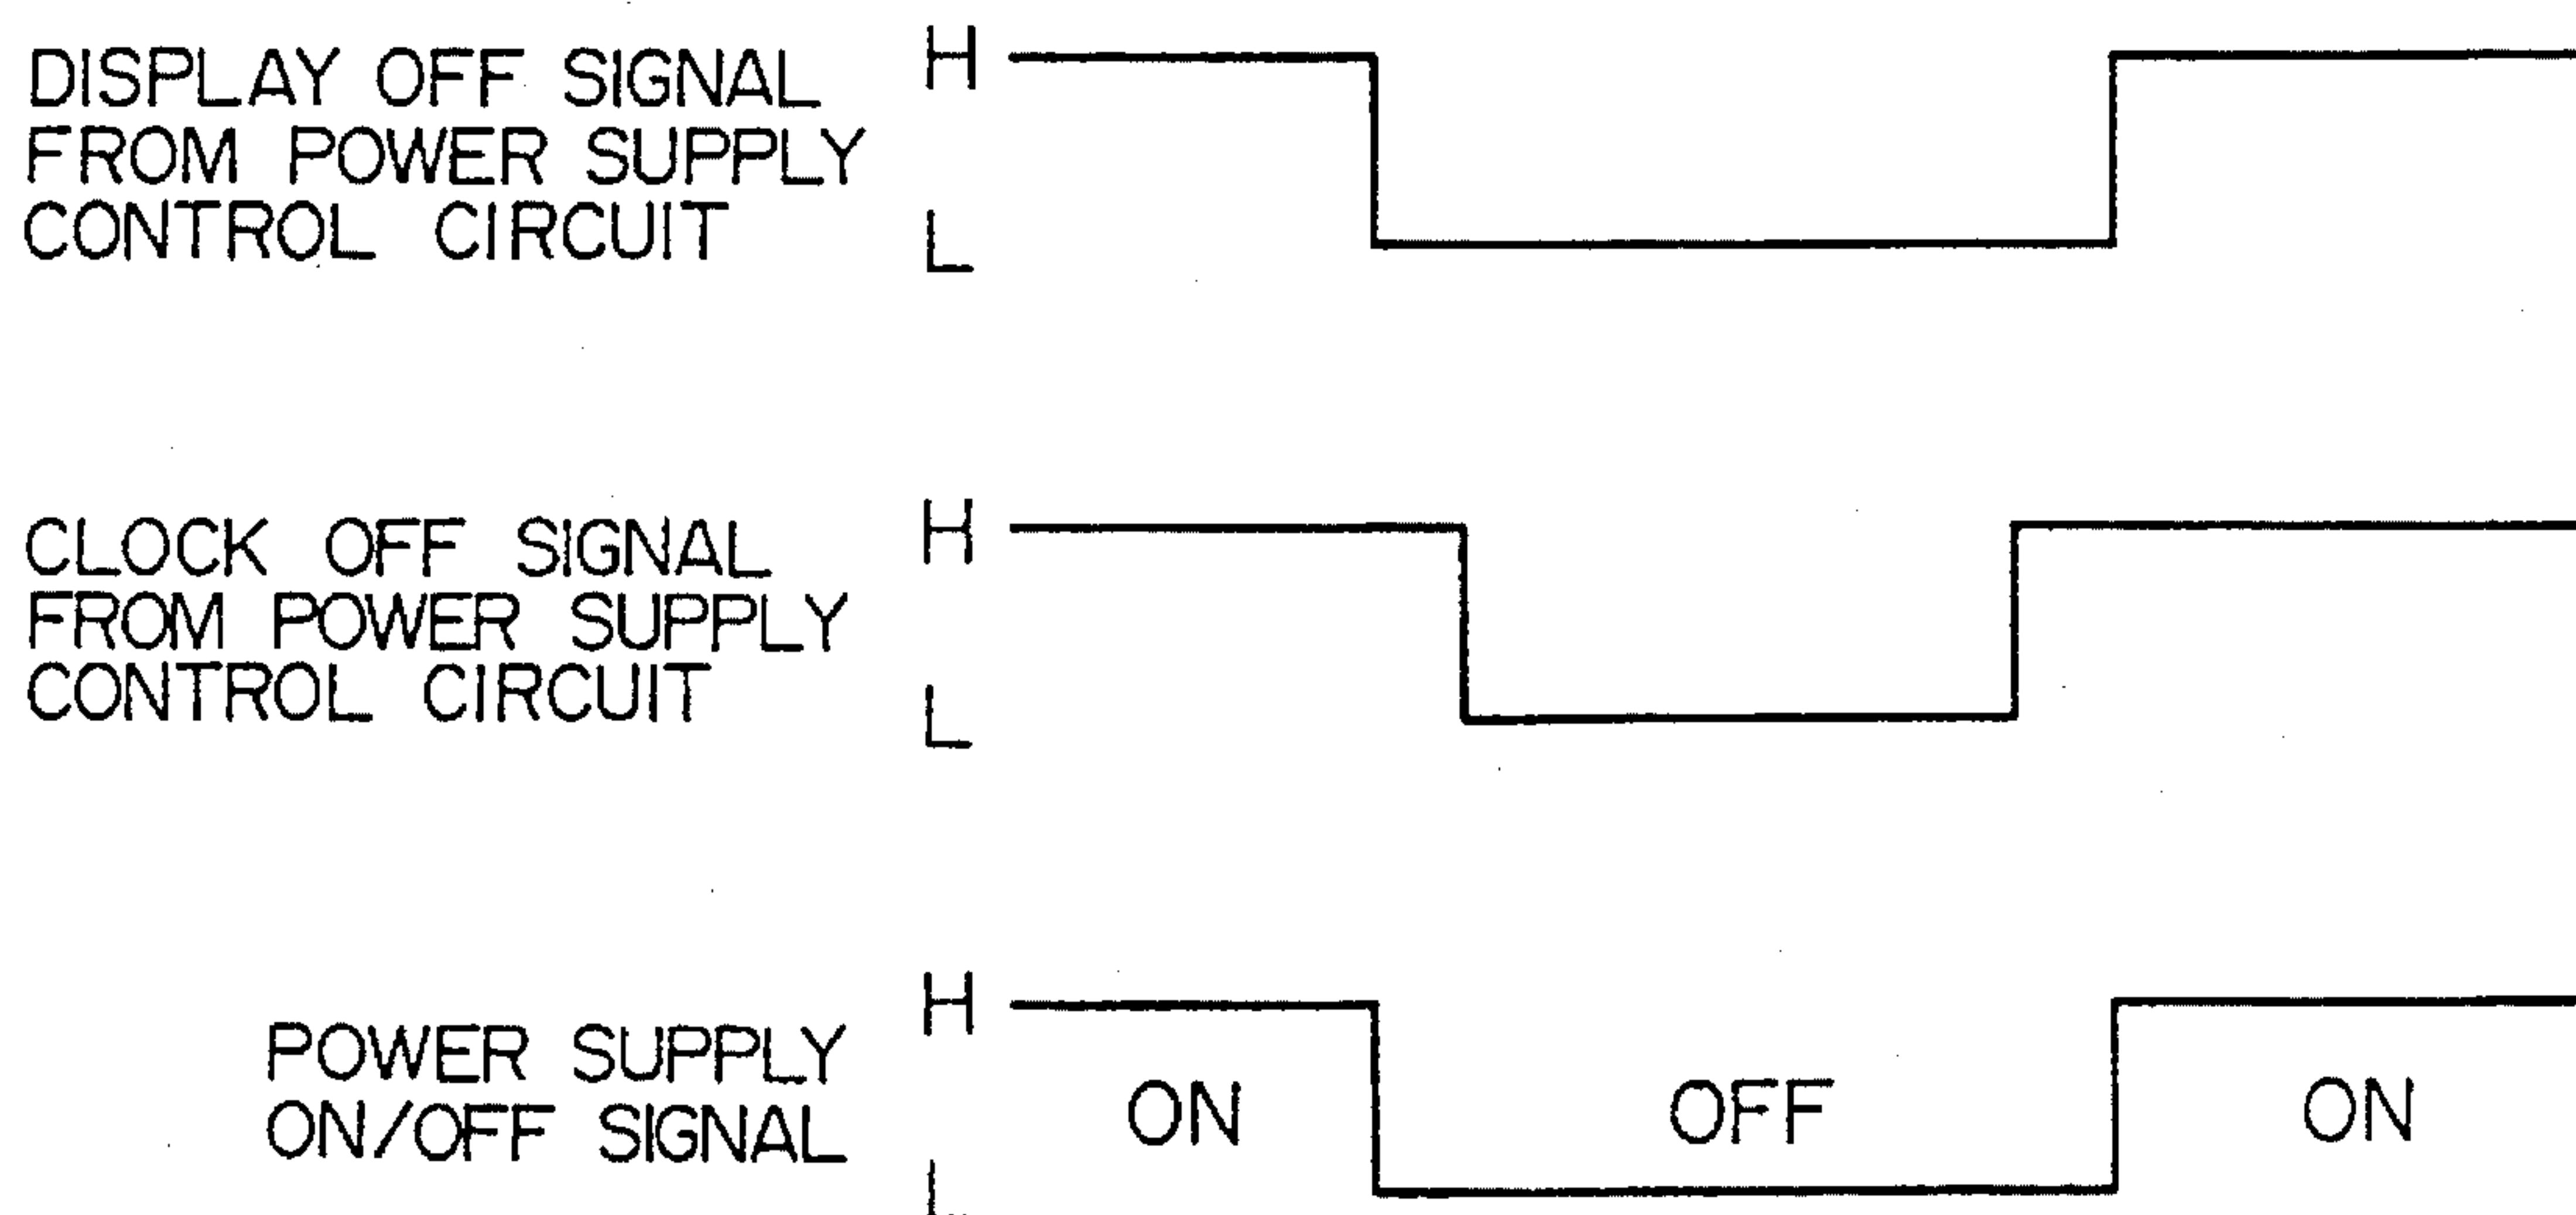 DISPLAY OFF SIGNAL
FROM POWER SUPPLY
CONTROL CIRCUIT
H
L
CLOCK OFF SIGNAL
FROM POWER SUPPLY
CONTROL CIRCUIT
H
L
POWER SUPPLY
ON/OFF SIGNAL
H
L
ON OFF ON